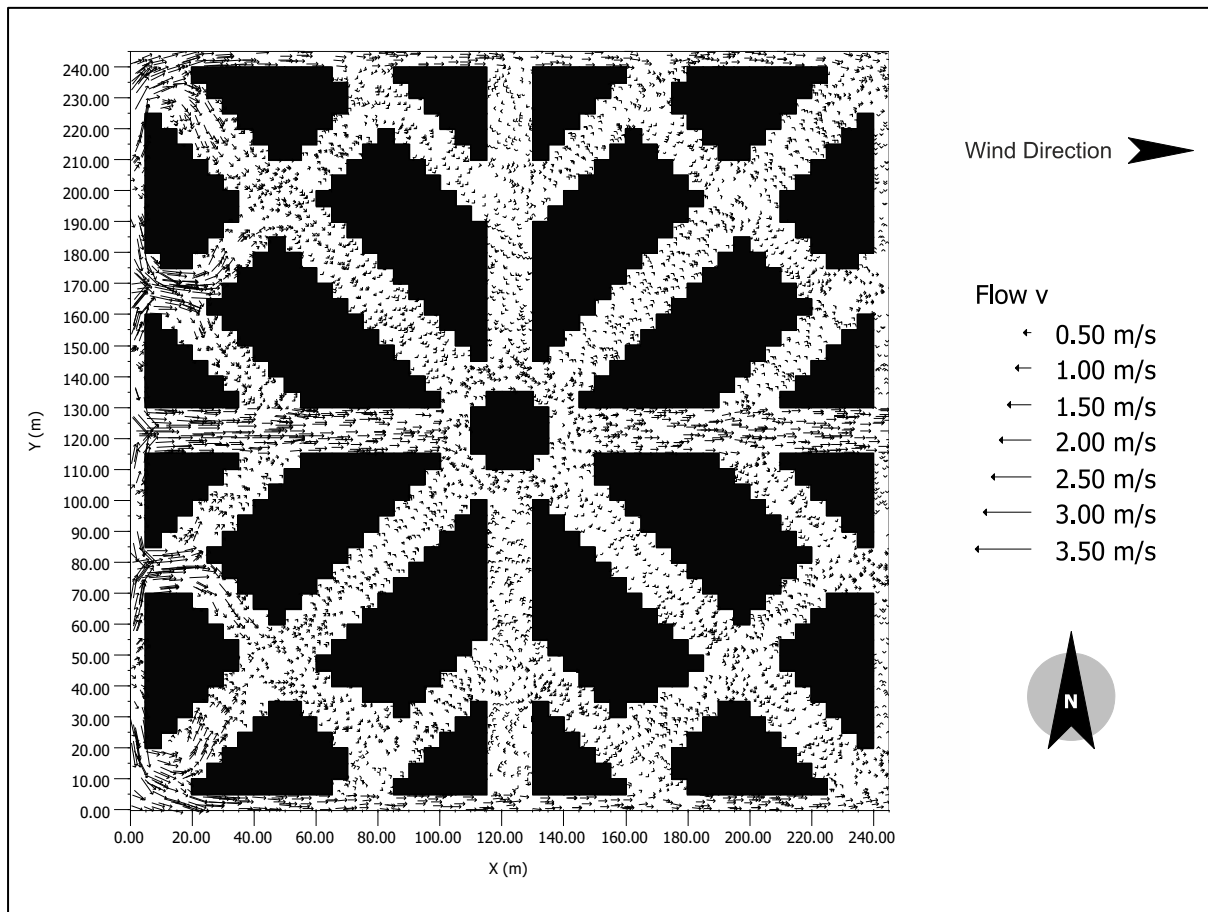 240.00
230.00
220.00
210.00
200.00
190.00
180.00
170.00
160.00
150.00
140.00
130.00
120.00
110.00
100.00
90.00
80.00
70.00
60.00
50.00
40.00
30.00
20.00
10.00
0.00
Y (m)
0.00 20.00 40.00 60.00 80.00 100.00 120.00 140.00 160.00 180.00 200.00 220.00 240.00
X (m)
Wind Direction
Flow v
0.50 m/s
1.00 m/s
1.50 m/s
2.00 m/s
2.50 m/s
3.00 m/s
3.50 m/s
N